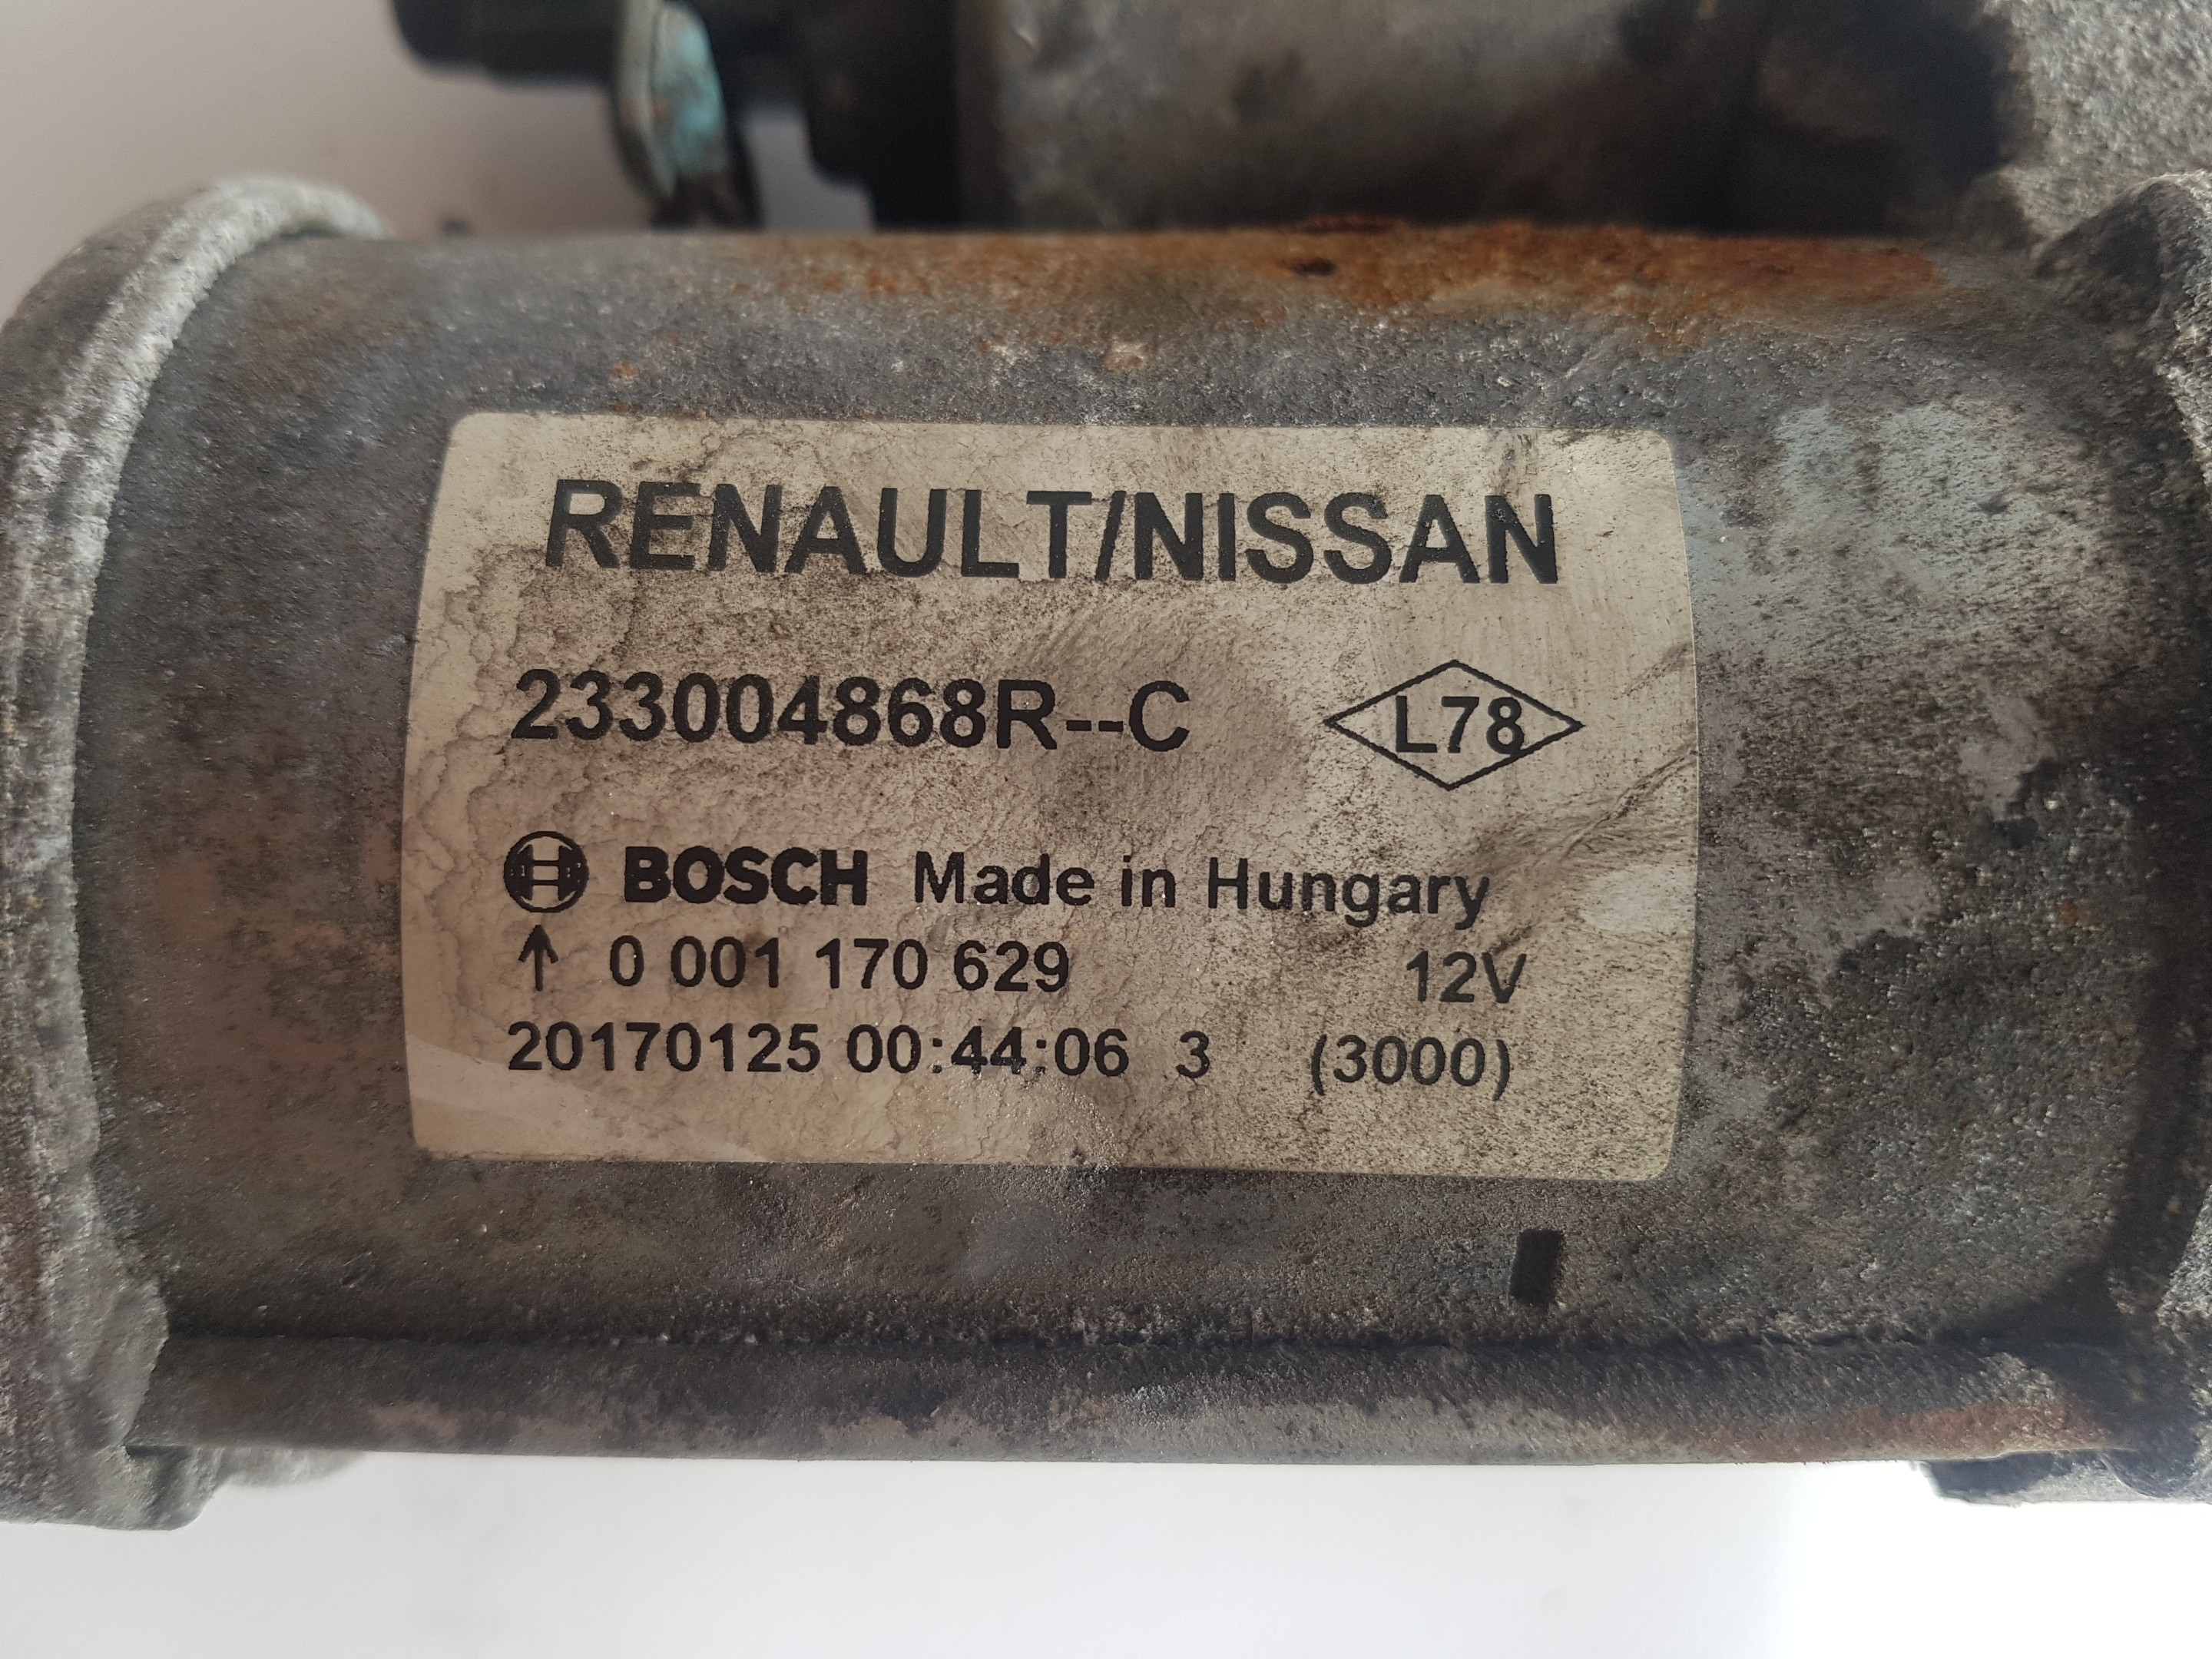 RENAULT/NISSAN
233004868R--C L78
BOSCH Made in Hungary
↑ 0 001 170 629 12V
20170125 00:44:06 3 (3000)